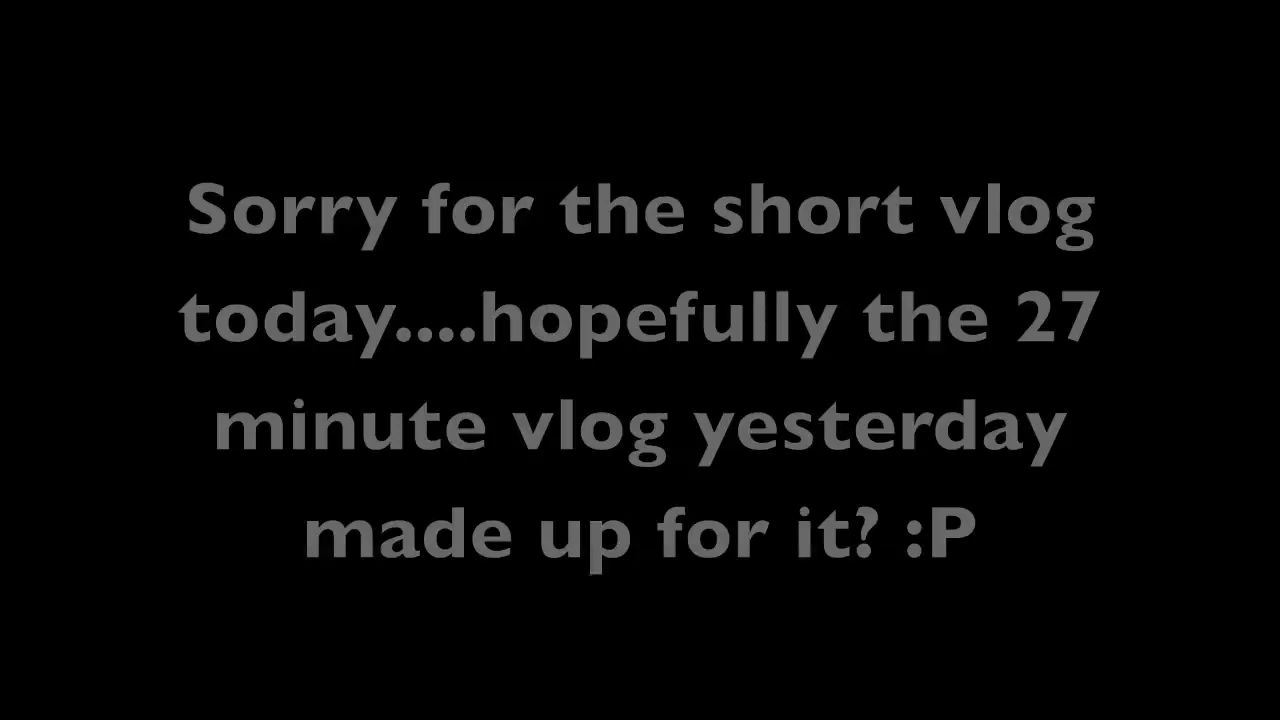 Sorry for the short vlog
today....hopefully the 27
minute vlog yesterday
made up for it? :P